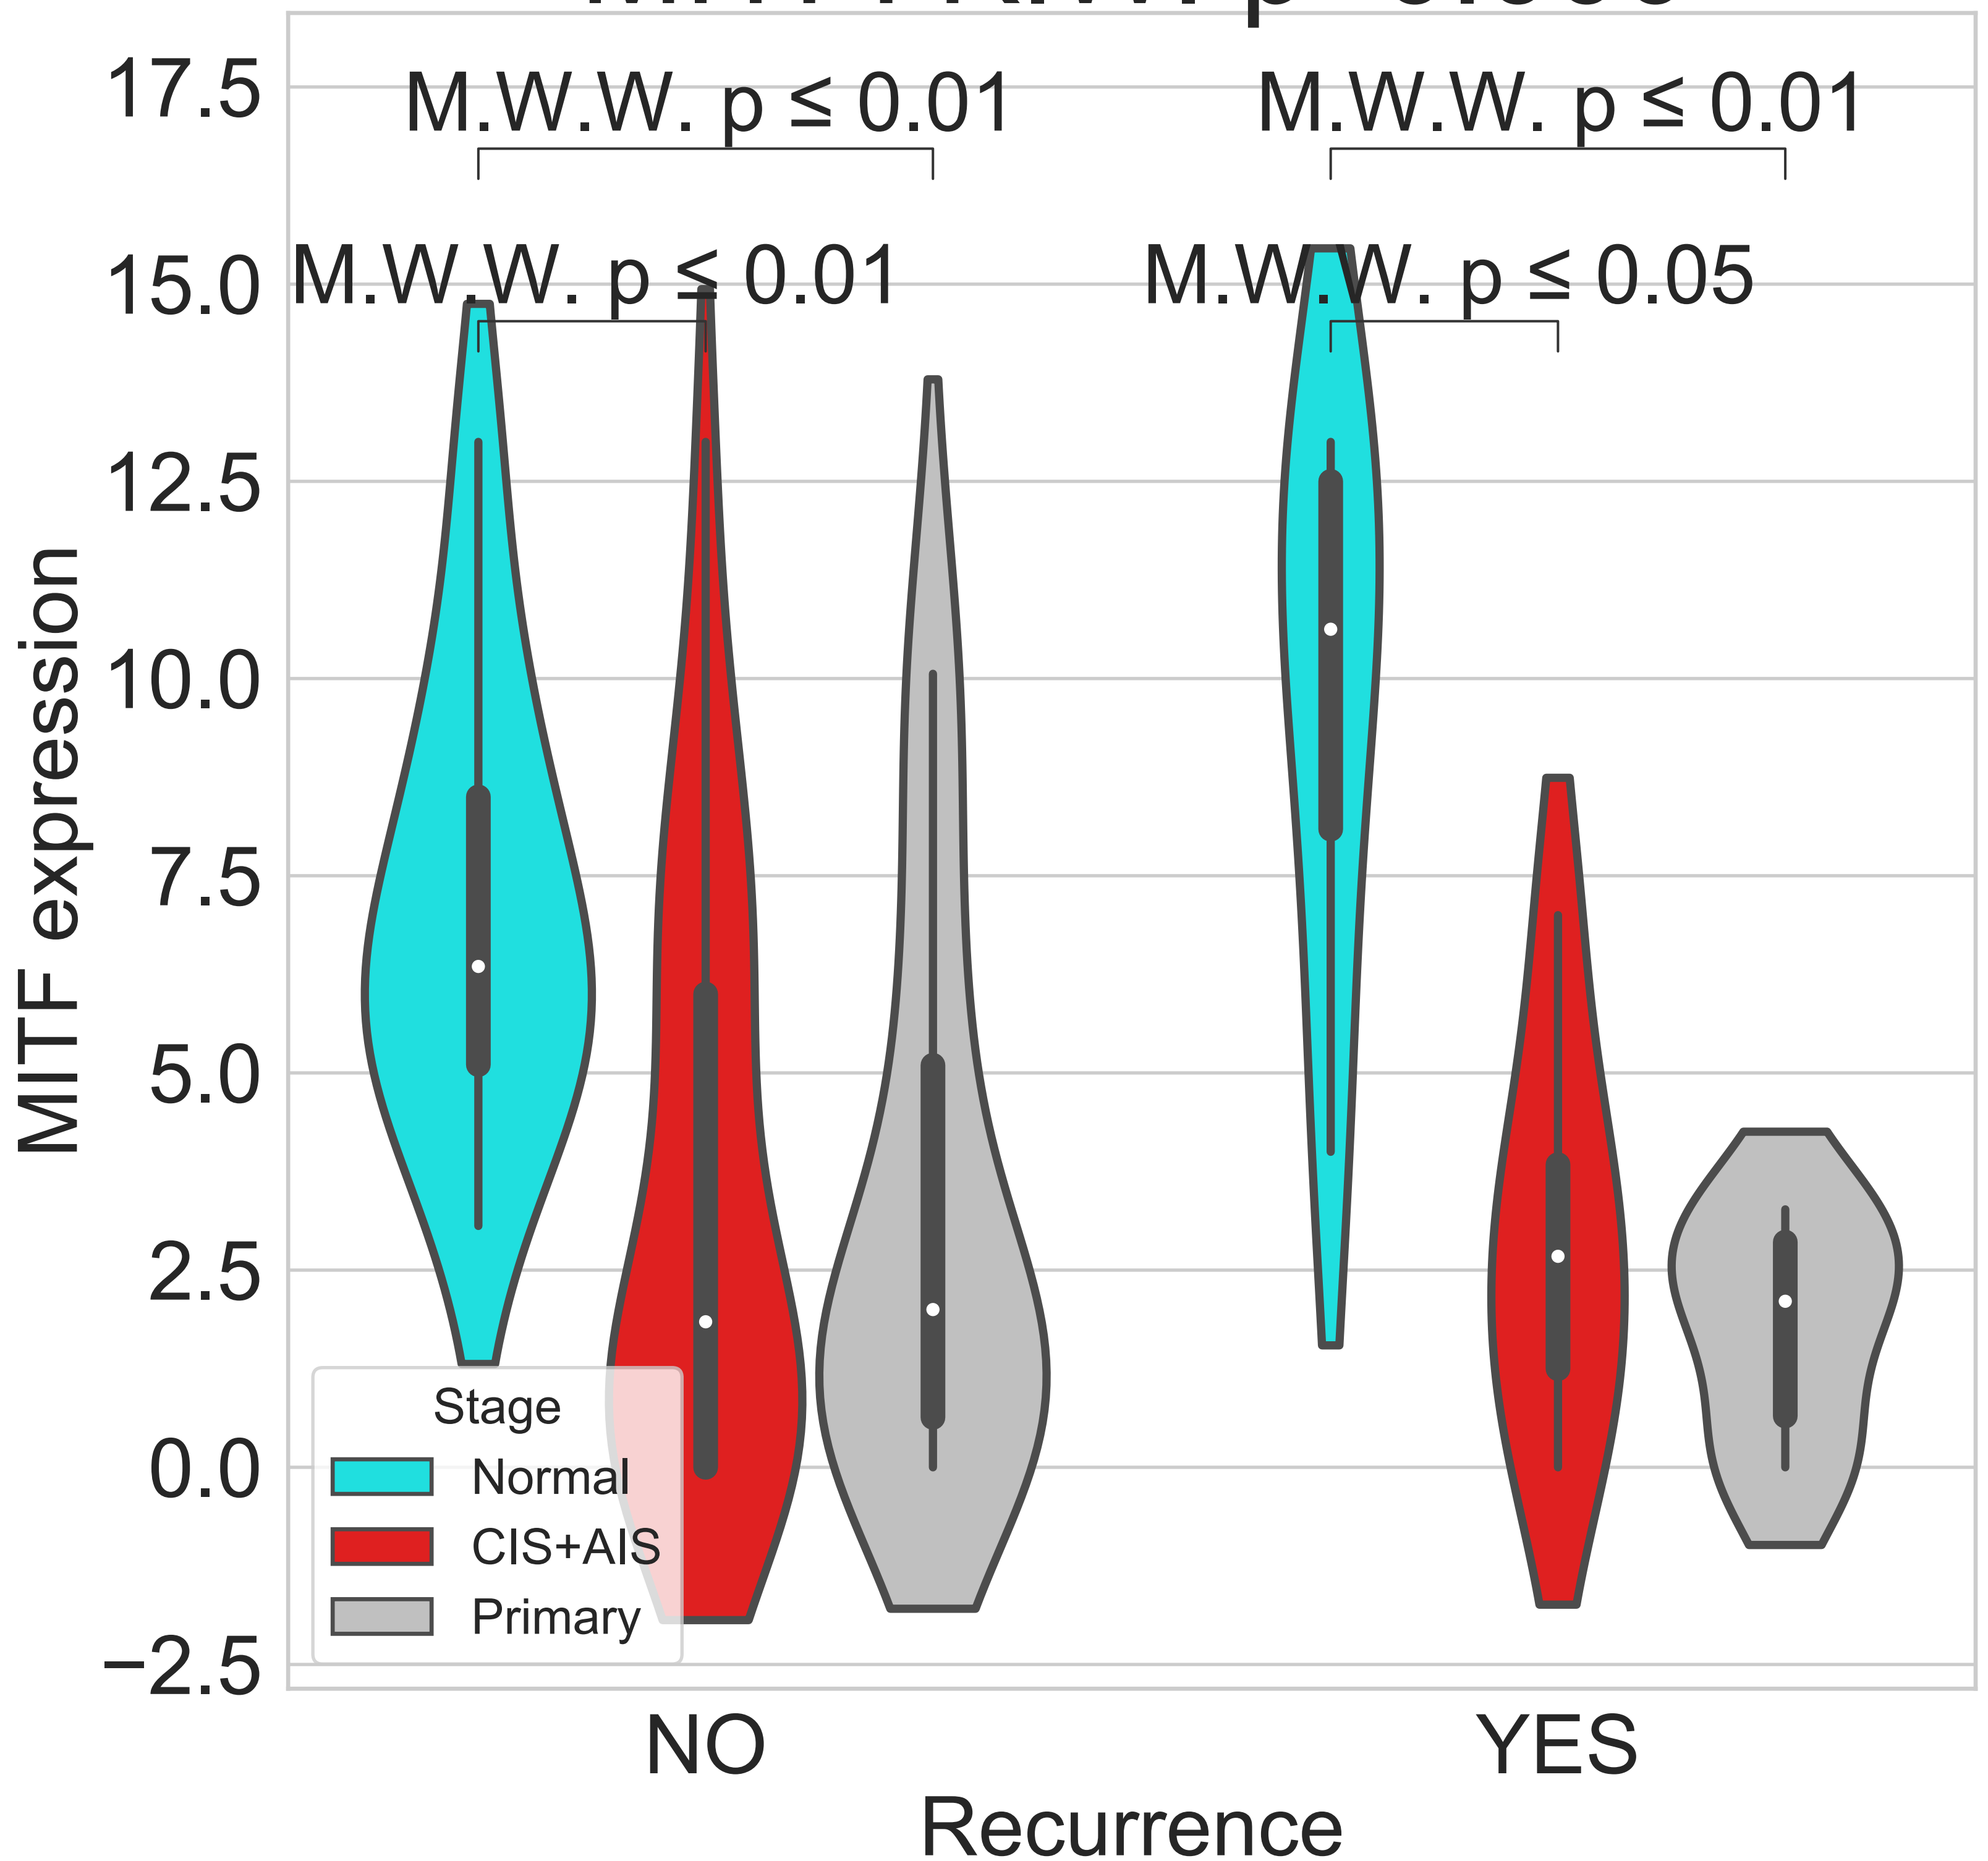 17.5
15.0
12.5
10.0
7.5
5.0
2.5
0.0
−2.5
MITF expression
M.W.W. p ≤ 0.01
M.W.W. p ≤ 0.01
M.W.W. p ≤ 0.01
M.W.W. p ≤ 0.05
Stage
Normal
CIS+AIS
Primary
NO
YES
Recurrence